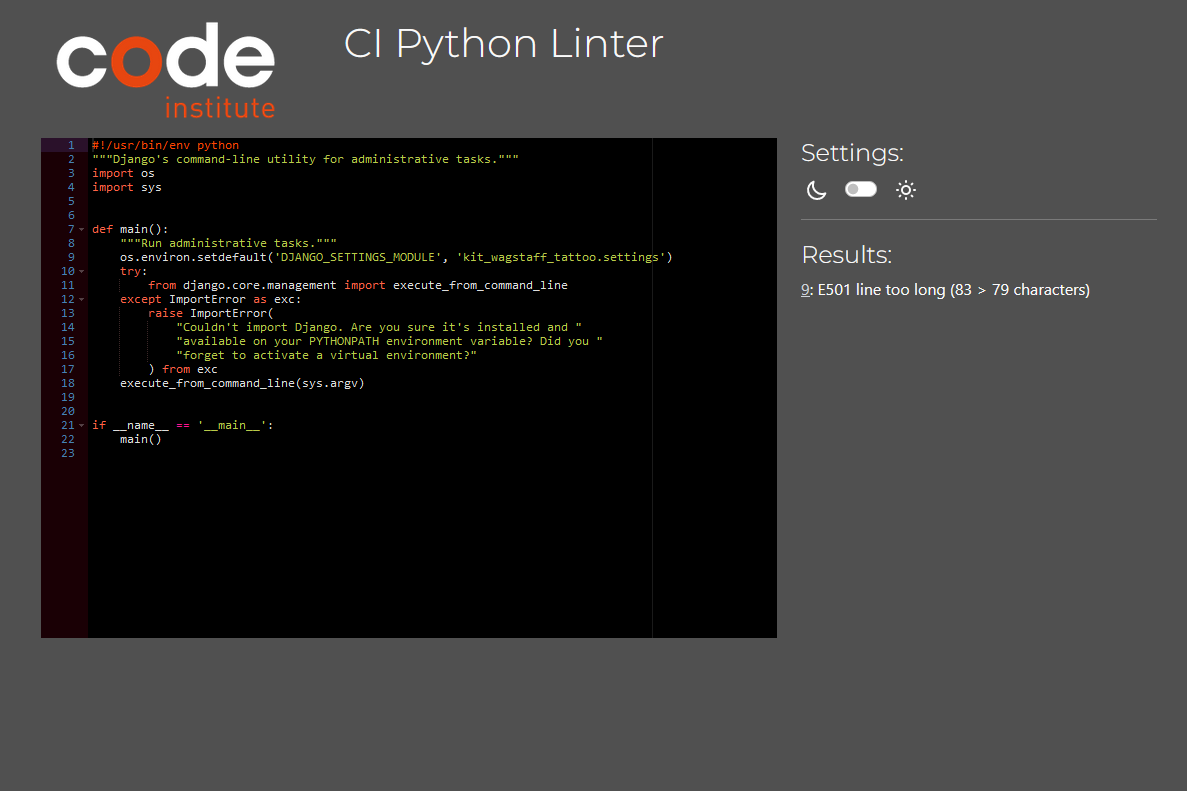 code
institute
CI Python Linter
1 #!/usr/bin/env python
2 """Django's command-line utility for administrative tasks."""
3 import os
4 import sys
5
6
7 def main():
8     """Run administrative tasks."""
9     os.environ.setdefault('DJANGO_SETTINGS_MODULE', 'kit_wagstaff_tattoo.settings')
10     try:
11         from django.core.management import execute_from_command_line
12     except ImportError as exc:
13         raise ImportError(
14             "Couldn't import Django. Are you sure it's installed and "
15             "available on your PYTHONPATH environment variable? Did you "
16             "forget to activate a virtual environment?"
17         ) from exc
18     execute_from_command_line(sys.argv)
19
20
21 if __name__ == '__main__':
22     main()
23
Settings:
Results:
9: E501 line too long (83 > 79 characters)